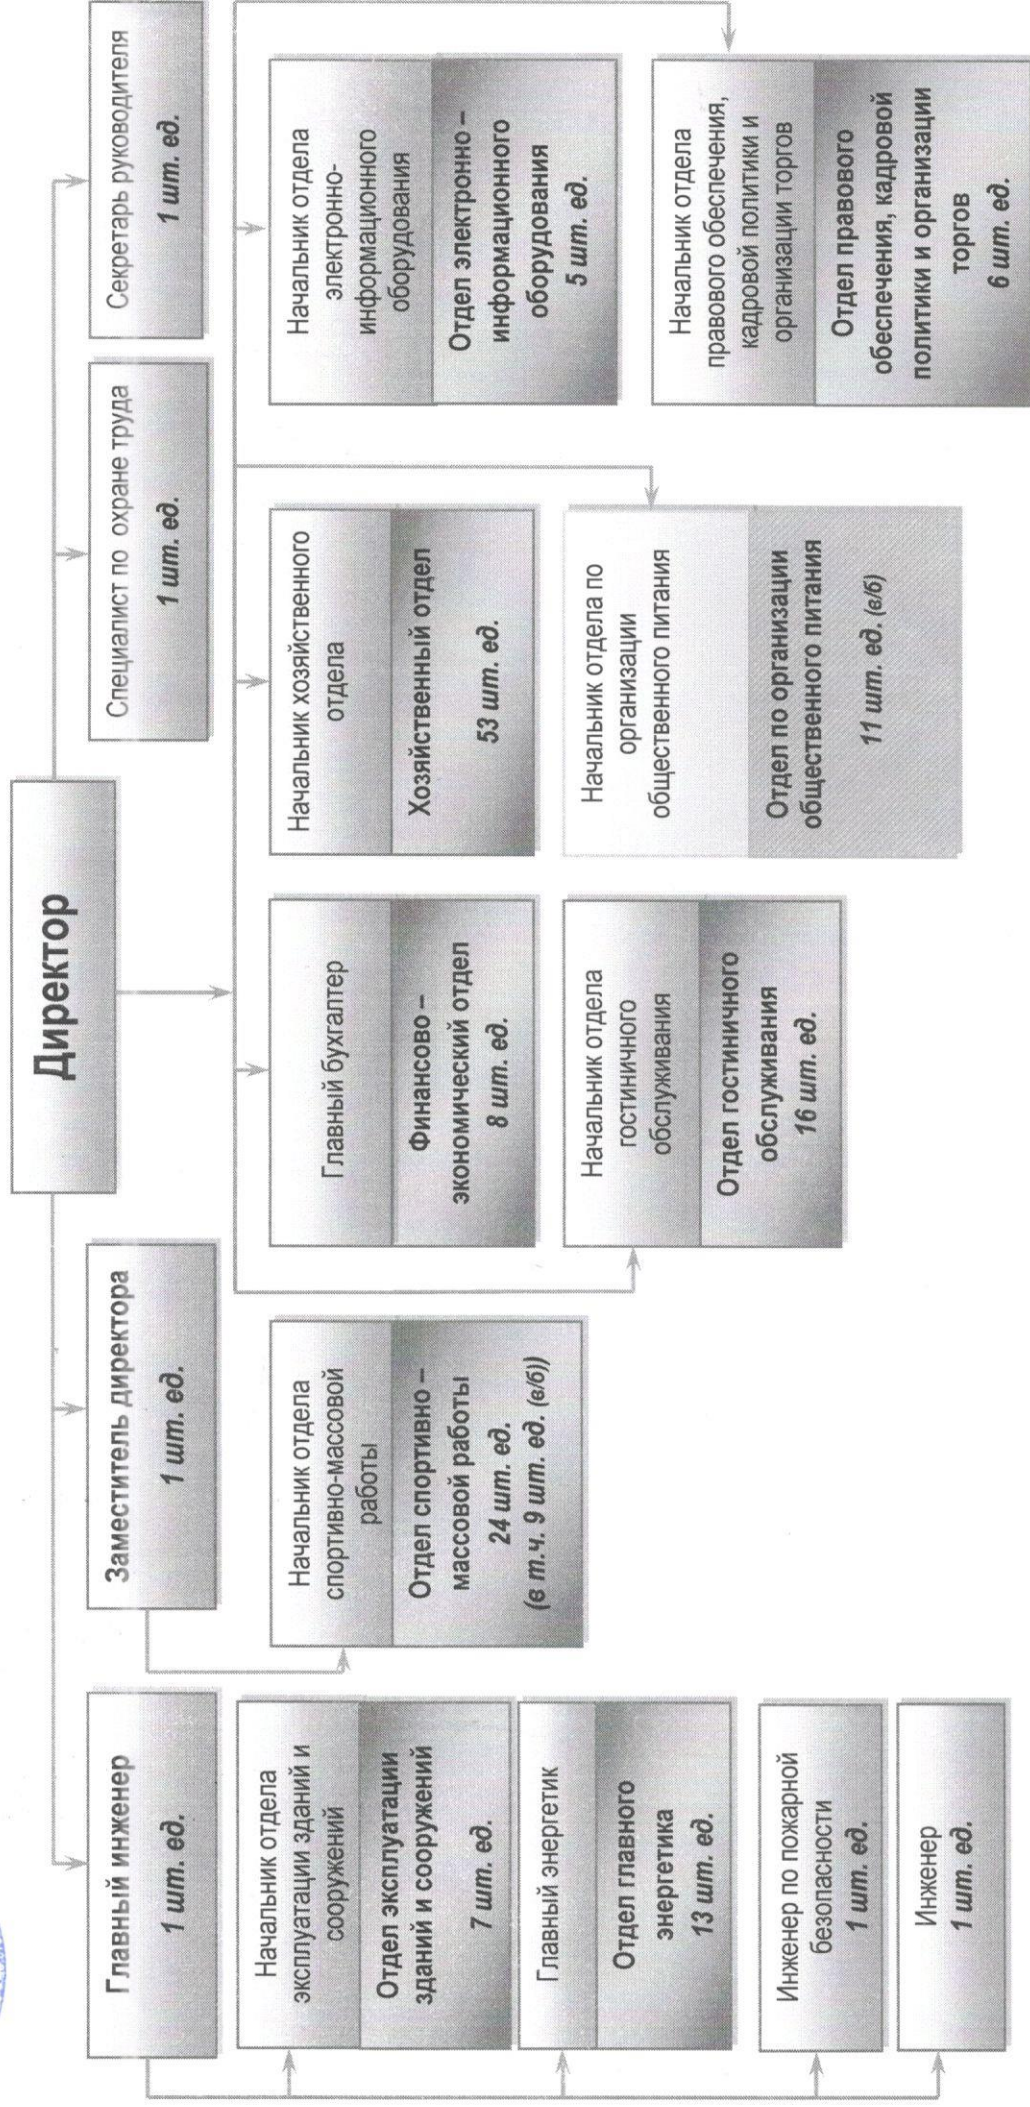 Директор
Главный инженер
1 шт. ед.
Заместитель директора
1 шт. ед.
Специалист по охране труда
1 шт. ед.
Секретарь руководителя
1 шт. ед.
Начальник отдела
эксплуатации зданий и
сооружений
Отдел эксплуатации
зданий и сооружений
7 шт. ед.
Главный энергетик
Отдел главного
энергетика
13 шт. ед.
Инженер по пожарной
безопасности
1 шт. ед.
Инженер
1 шт. ед.
Начальник отдела
спортивно-массовой
работы
Отдел спортивно –
массовой работы
24 шт. ед.
(в т.ч. 9 шт. ед. (в/б))
Главный бухгалтер
Финансово –
экономический отдел
8 шт. ед.
Начальник хозяйственного
отдела
Хозяйственный отдел
53 шт. ед.
Начальник отдела
электронно-
информационного
оборудования
Отдел электронно –
информационного
оборудования
5 шт. ед.
Начальник отдела
гостиничного
обслуживания
Отдел гостиничного
обслуживания
16 шт. ед.
Начальник отдела по
организации
общественного питания
Отдел по организации
общественного питания
11 шт. ед. (в/б)
Начальник отдела
правового обеспечения,
кадровой политики и
организации торгов
Отдел правового
обеспечения, кадровой
политики и организации
торгов
6 шт. ед.